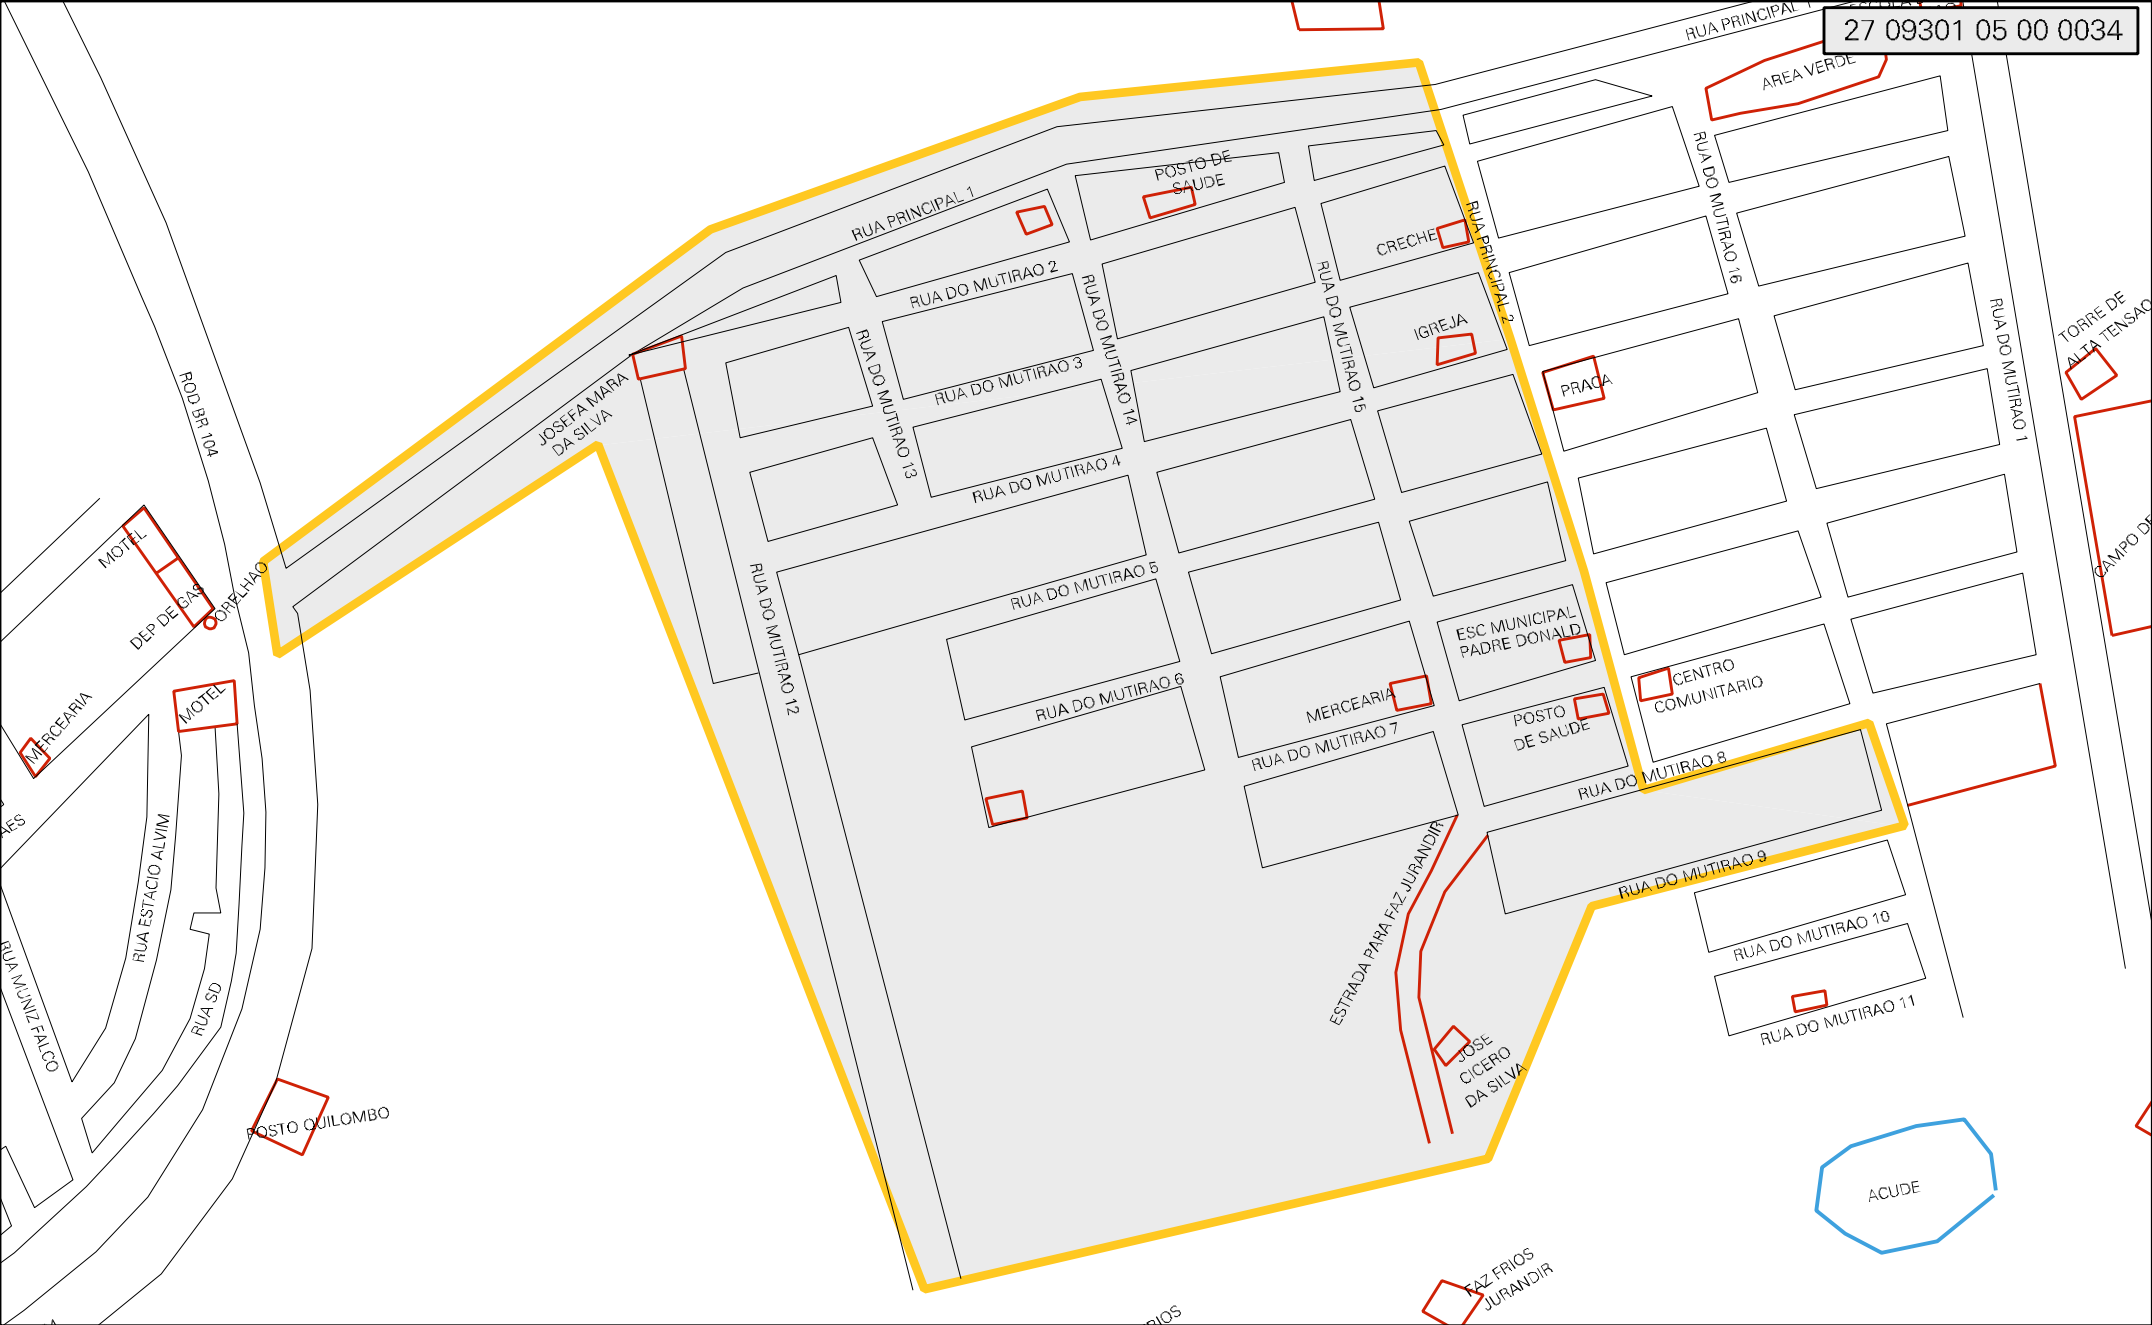 RUA PRINCIPAL 1
27 09301 05 00 0034
AREA VERDE
POSTO DE
SAUDE
RUA PRINCIPAL 1
RUA DO MUTIRAO 16
CRECHE
RUA PRINCIPAL 2
RUA DO MUTIRAO 2
RUA DO MUTIRAO 14
RUA DO MUTIRAO 15
IGREJA
RUA DO MUTIRAO 1
TORRE DE
ALTA TENSAO
RUA DO MUTIRAO 13
RUA DO MUTIRAO 3
PRACA
ROD BR 104
JOSEFA MARA
DA SILVA
RUA DO MUTIRAO 4
MOTEL
DEP DE GAS
ORELHAO
CAMPO DE
RUA DO MUTIRAO 5
RUA DO MUTIRAO 12
ESC MUNICIPAL
PADRE DONALD
CENTRO
COMUNITARIO
RUA DO MUTIRAO 6
MERCEARIA
POSTO
DE SAUDE
MOTEL
MERCEARIA
RUA DO MUTIRAO 7
RUA DO MUTIRAO 8
AES
RUA ESTACIO ALVIM
ESTRADA PARA FAZ JURANDIR
RUA DO MUTIRAO 9
RUA DO MUTIRAO 10
RUA DO MUTIRAO 11
RUA MUNIZ FALCO
RUA SD
JOSE
CICERO
DA SILVA
POSTO QUILOMBO
ACUDE
FAZ FRIOS
JURANDIR
RIOS